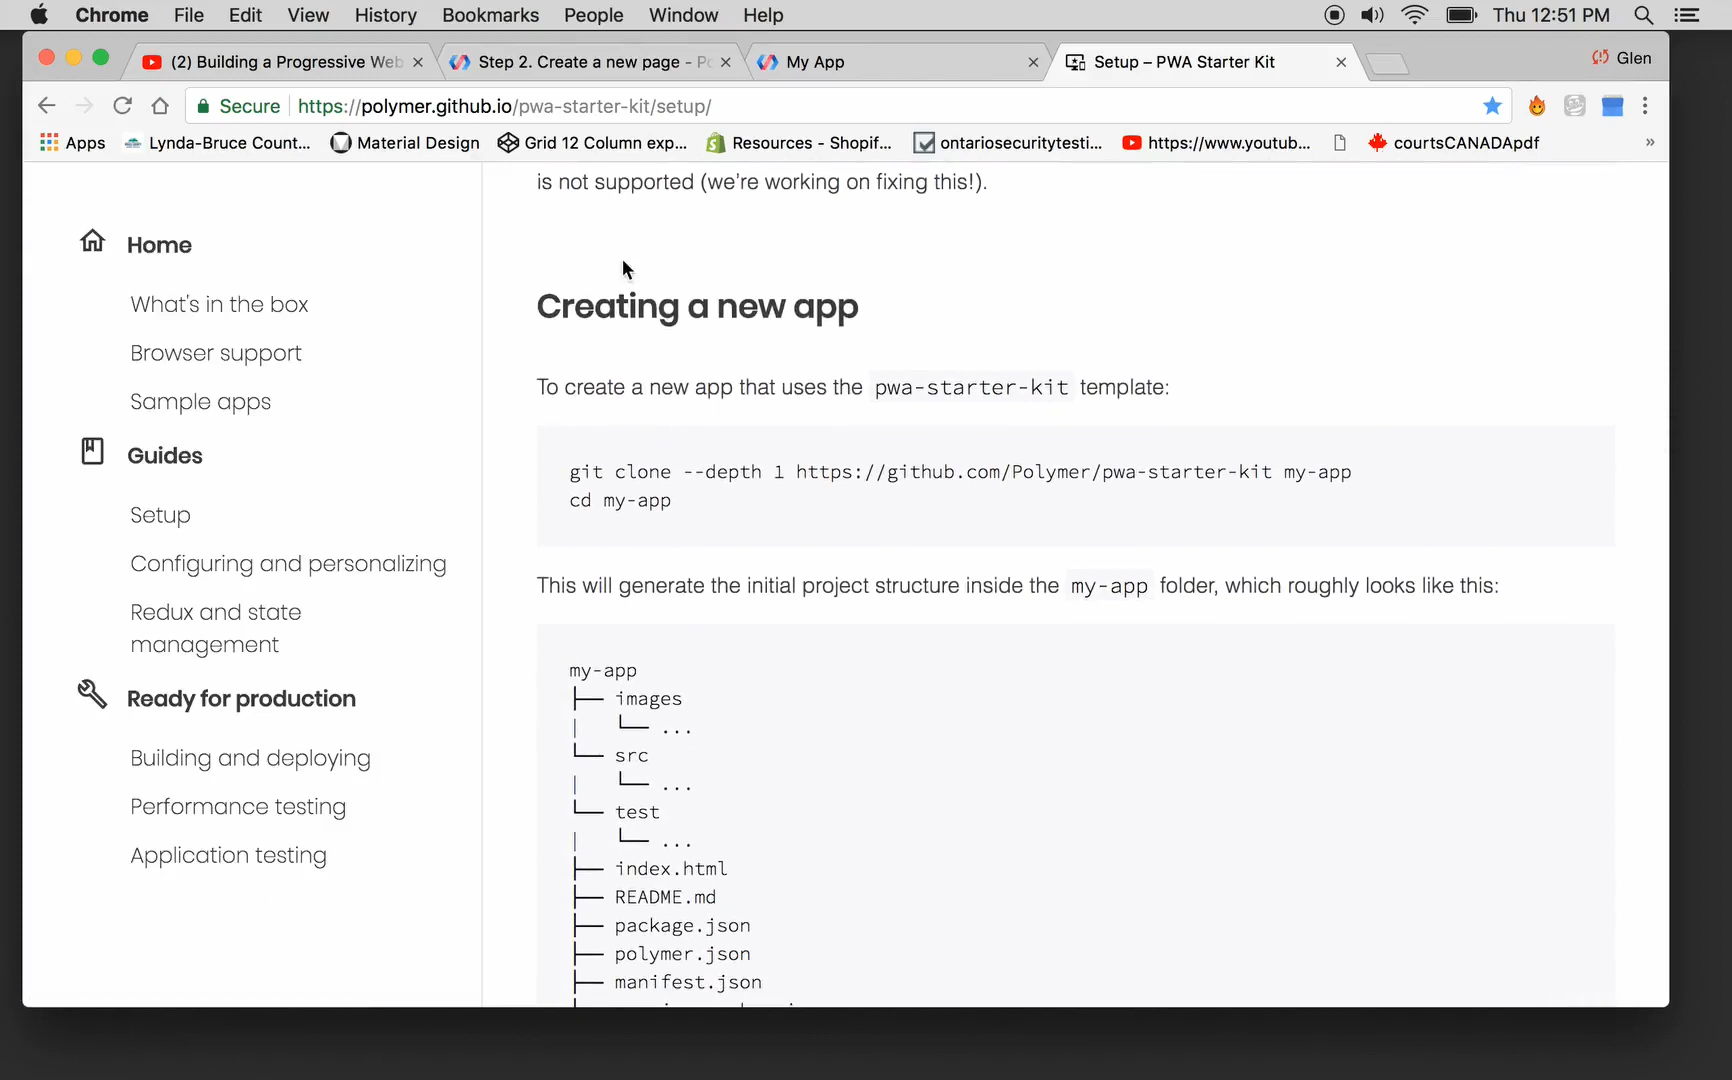 Chrome File Edit View History Bookmarks People Window Help Thu 12:51 PM
(2) Building a Progressive Web
Step 2. Create a new page - Po
My App
Setup – PWA Starter Kit
Glen
Secure https://polymer.github.io/pwa-starter-kit/setup/
Apps Lynda-Bruce Count... Material Design Grid 12 Column exp... Resources - Shopif... ontariosecuritytesti... https://www.youtub... courtsCANADApdf »
Home
What's in the box
Browser support
Sample apps
Guides
Setup
Configuring and personalizing
Redux and state
management
Ready for production
Building and deploying
Performance testing
Application testing
is not supported (we're working on fixing this!).
Creating a new app
To create a new app that uses the pwa-starter-kit template:
git clone --depth 1 https://github.com/Polymer/pwa-starter-kit my-app
cd my-app
This will generate the initial project structure inside the my-app folder, which roughly looks like this:
my-app
├── images
│   └── ...
└── src
│   └── ...
└── test
│   └── ...
├── index.html
├── README.md
├── package.json
├── polymer.json
├── manifest.json